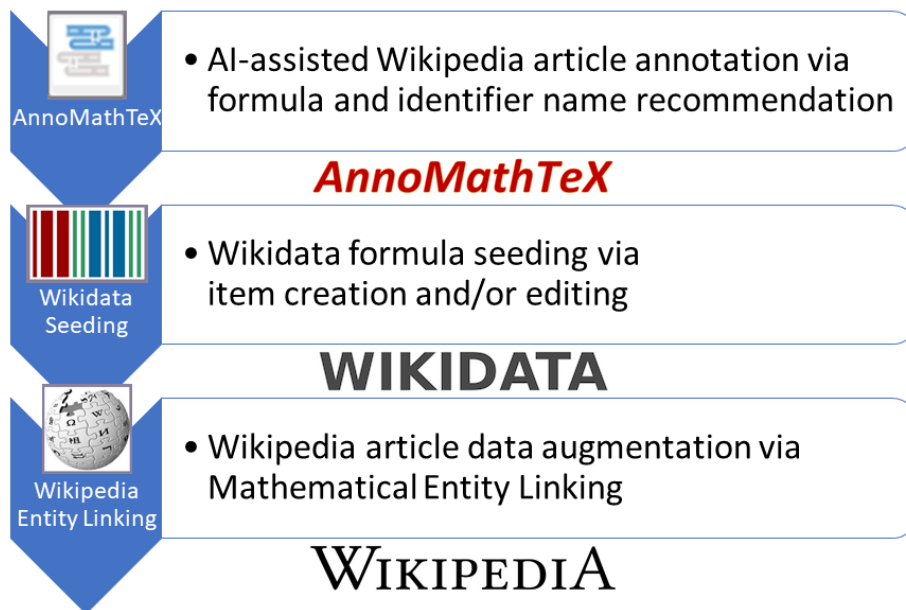 AnnoMathTeX
• AI-assisted Wikipedia article annotation via
formula and identifier name recommendation
AnnoMathTeX
Wikidata
Seeding
• Wikidata formula seeding via
item creation and/or editing
WIKIDATA
Wikipedia
Entity Linking
• Wikipedia article data augmentation via
Mathematical Entity Linking
WIKIPEDIA